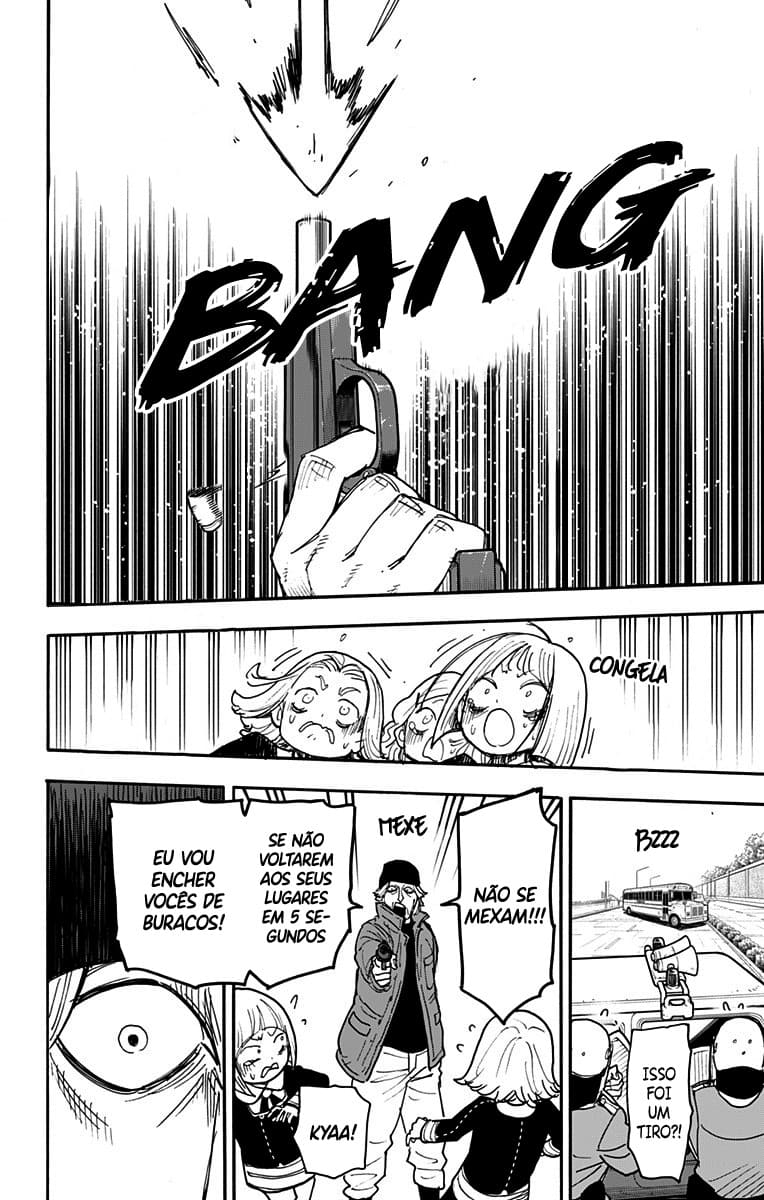 BANG
CONGELA
BZZZ
ISSO
FOI
UM
TIRO?!
NÃO SE
MEXAM!!!
MEXE
SE NÃO
VOLTAREM
AOS SEUS
LUGARES
EM 5 SE-
GUNDOS
EU VOU
ENCHER
VOCÊS DE
BURACOS!
KYAA!